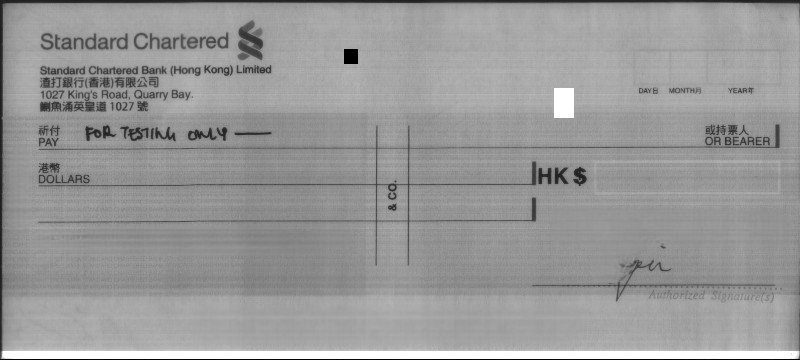 Standard Chartered
Standard Chartered Bank (Hong Kong) Limited
渣打銀行(香港)有限公司
1027 King's Road, Quarry Bay.
鰂魚涌英皇道 1027 號
DAY日 MONTH月 YEAR年
祈付 FOR TESTING ONLY 或持票人
PAY OR BEARER
港幣
DOLLARS
HK $
& CO.
Authorized Signature(s)